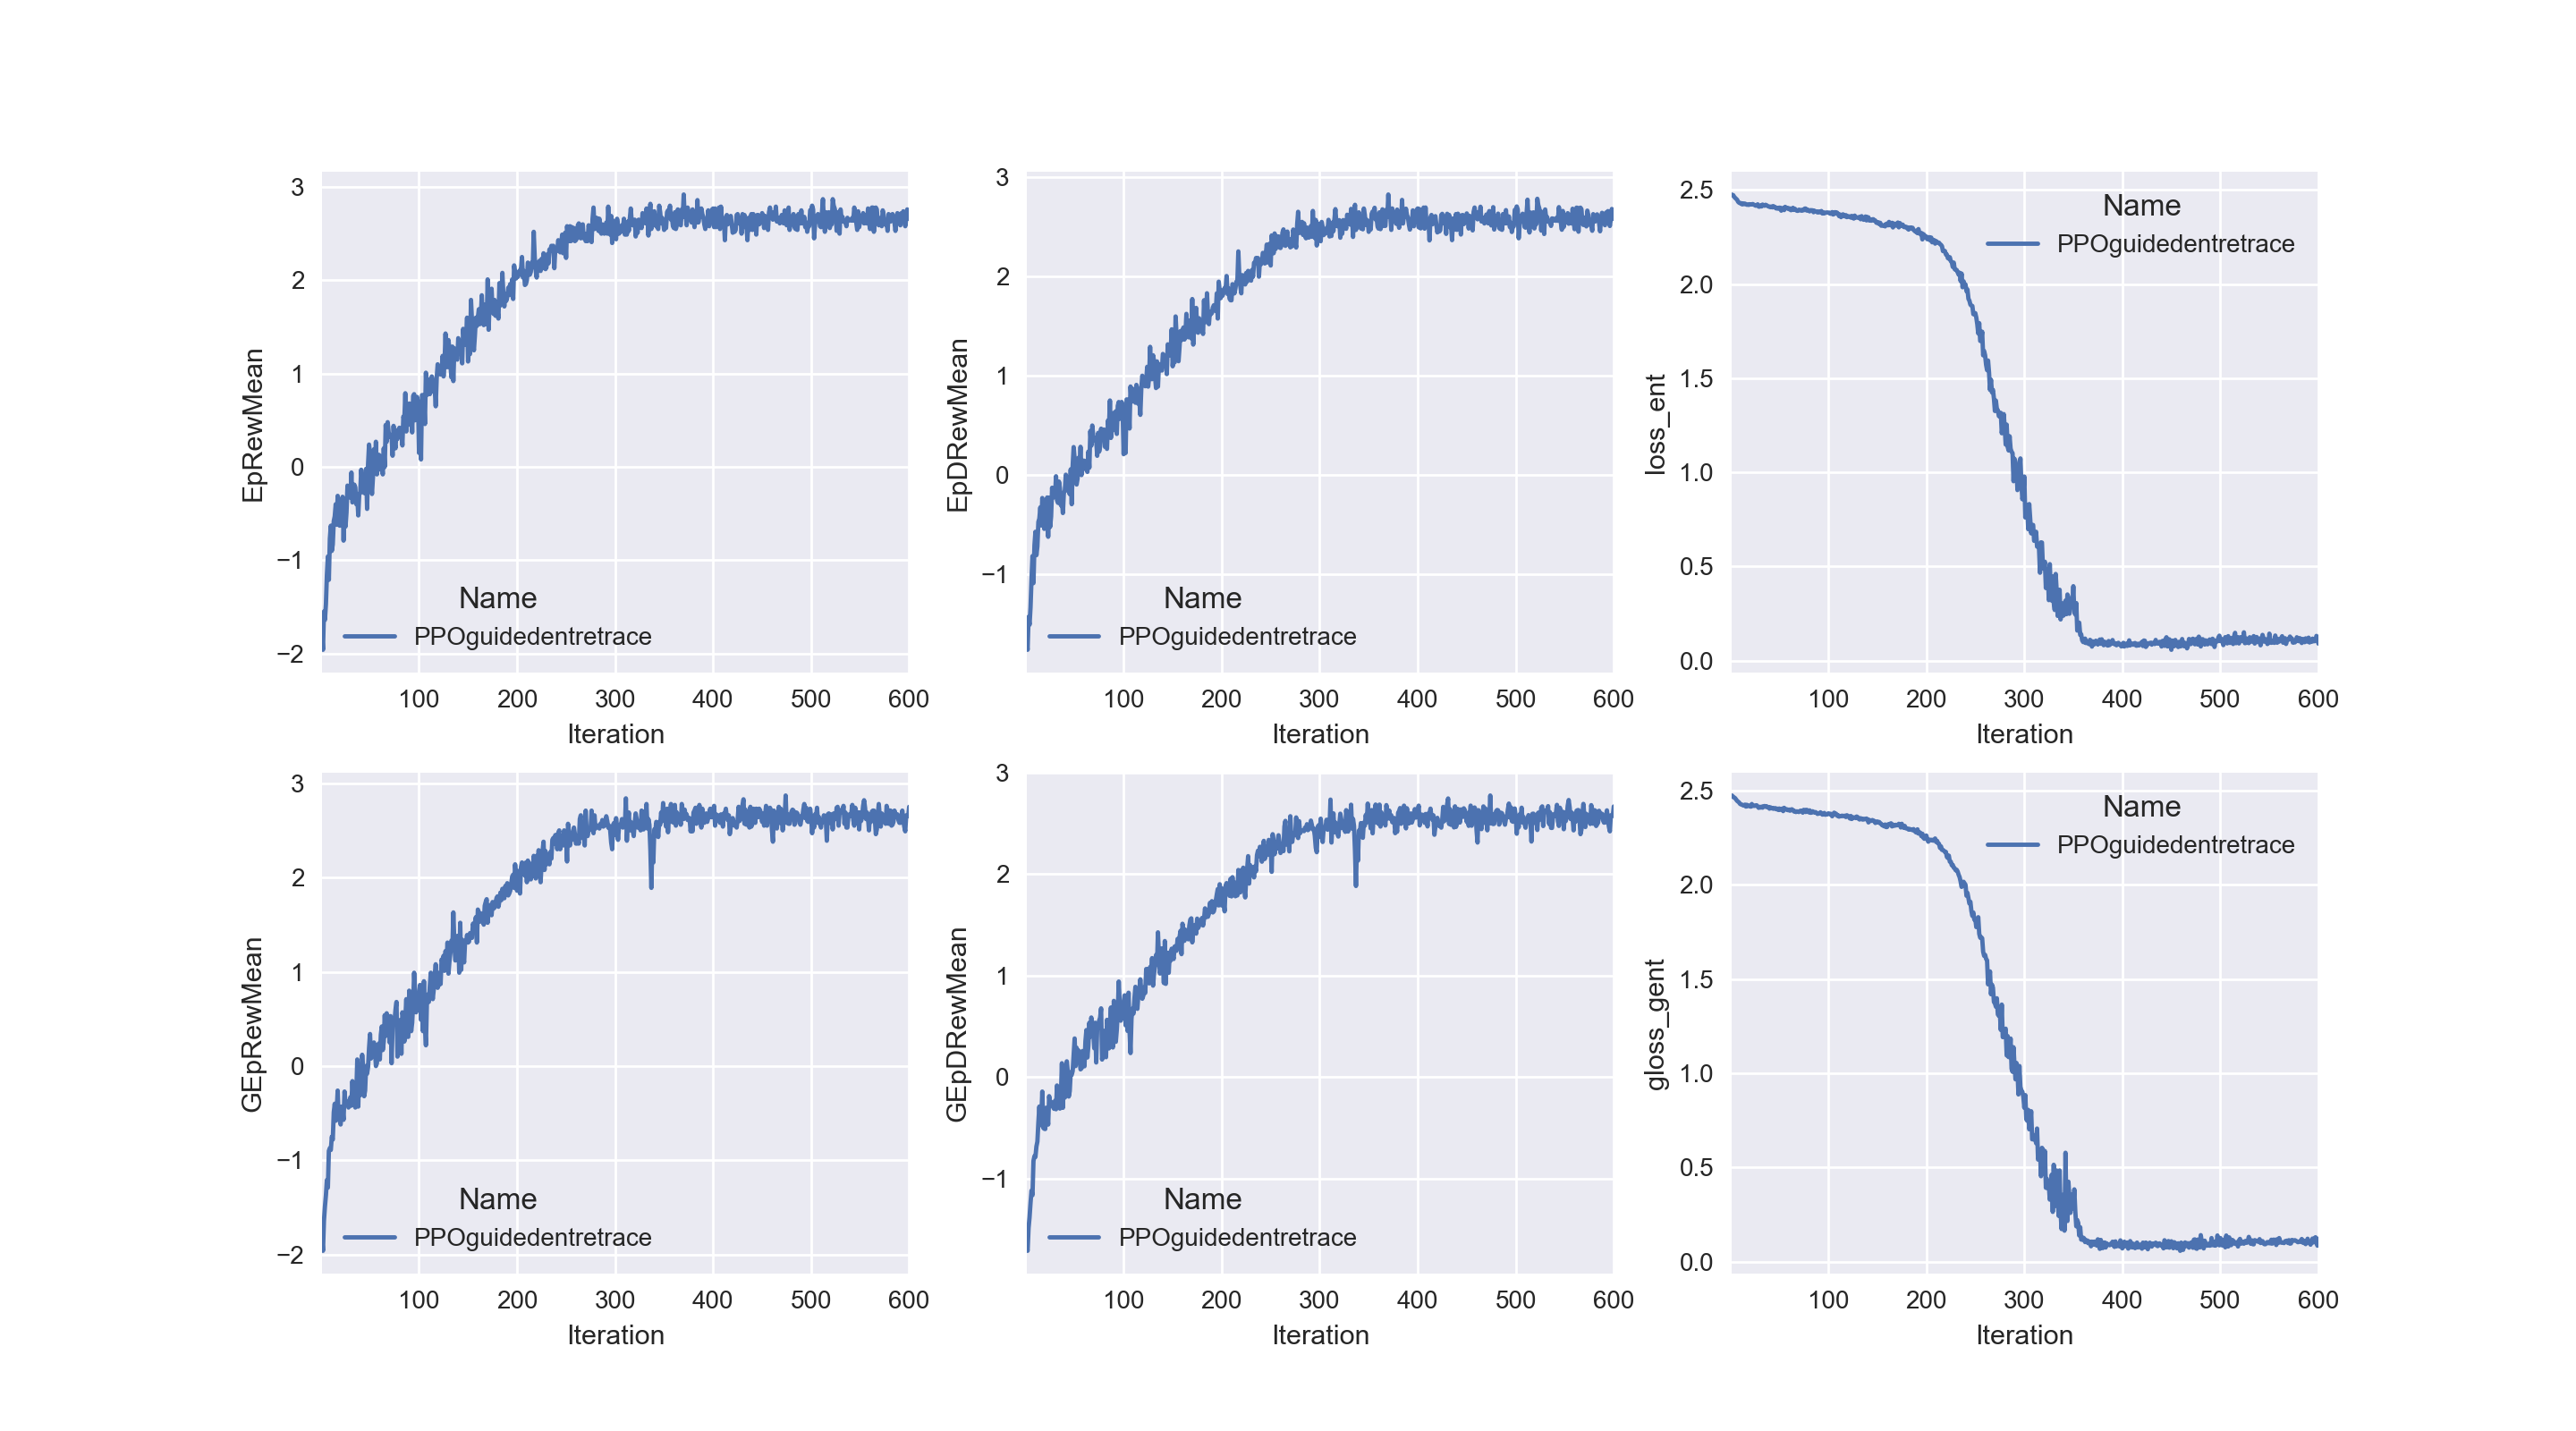 3
2
1
0
−1
−2
EpRewMean
Name
PPOguidedentretrace
100 200 300 400 500 600
Iteration
3
2
1
0
−1
EpDRewMean
Name
PPOguidedentretrace
100 200 300 400 500 600
Iteration
2.5
2.0
1.5
1.0
0.5
0.0
loss_ent
Name
PPOguidedentretrace
100 200 300 400 500 600
Iteration
3
2
1
0
−1
−2
GEpRewMean
Name
PPOguidedentretrace
100 200 300 400 500 600
Iteration
3
2
1
0
−1
GEpDRewMean
Name
PPOguidedentretrace
100 200 300 400 500 600
Iteration
2.5
2.0
1.5
1.0
0.5
0.0
gloss_gent
Name
PPOguidedentretrace
100 200 300 400 500 600
Iteration